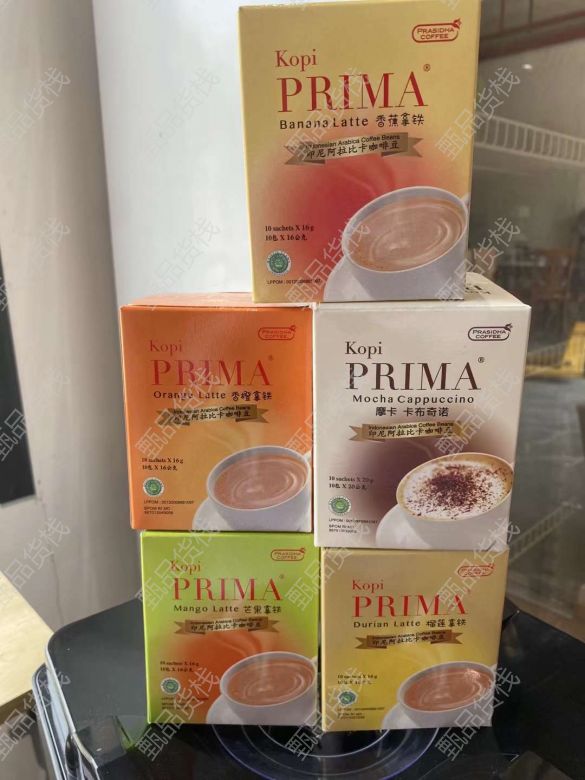 PRASIDHA
COFFEE
Kopi
PRIMA®
Banana Latte 香蕉拿铁
Indonesian Arabica Coffee Beans
印尼阿拉比卡咖啡豆
10 sachets X 16 g
10包 X 16公克
PRASIDHA
COFFEE
Kopi
PRIMA®
Orange Latte 香橙拿铁
Indonesian Arabica Coffee Beans
印尼阿拉比卡咖啡豆
10 sachets X 16 g
10包 X 16公克
PRASIDHA
COFFEE
Kopi
PRIMA®
Mocha Cappuccino
摩卡 卡布奇诺
Indonesian Arabica Coffee Beans
印尼阿拉比卡咖啡豆
10 sachets X 20 g
10包 X 20公克
PRASIDHA
COFFEE
Kopi
PRIMA®
Mango Latte 芒果拿铁
Indonesian Arabica Coffee Beans
印尼阿拉比卡咖啡豆
10 sachets X 16 g
10包 X 16公克
PRASIDHA
COFFEE
Kopi
PRIMA®
Durian Latte 榴莲拿铁
Indonesian Arabica Coffee Beans
印尼阿拉比卡咖啡豆
10 sachets X 16 g
10包 X 16公克
甄品货栈